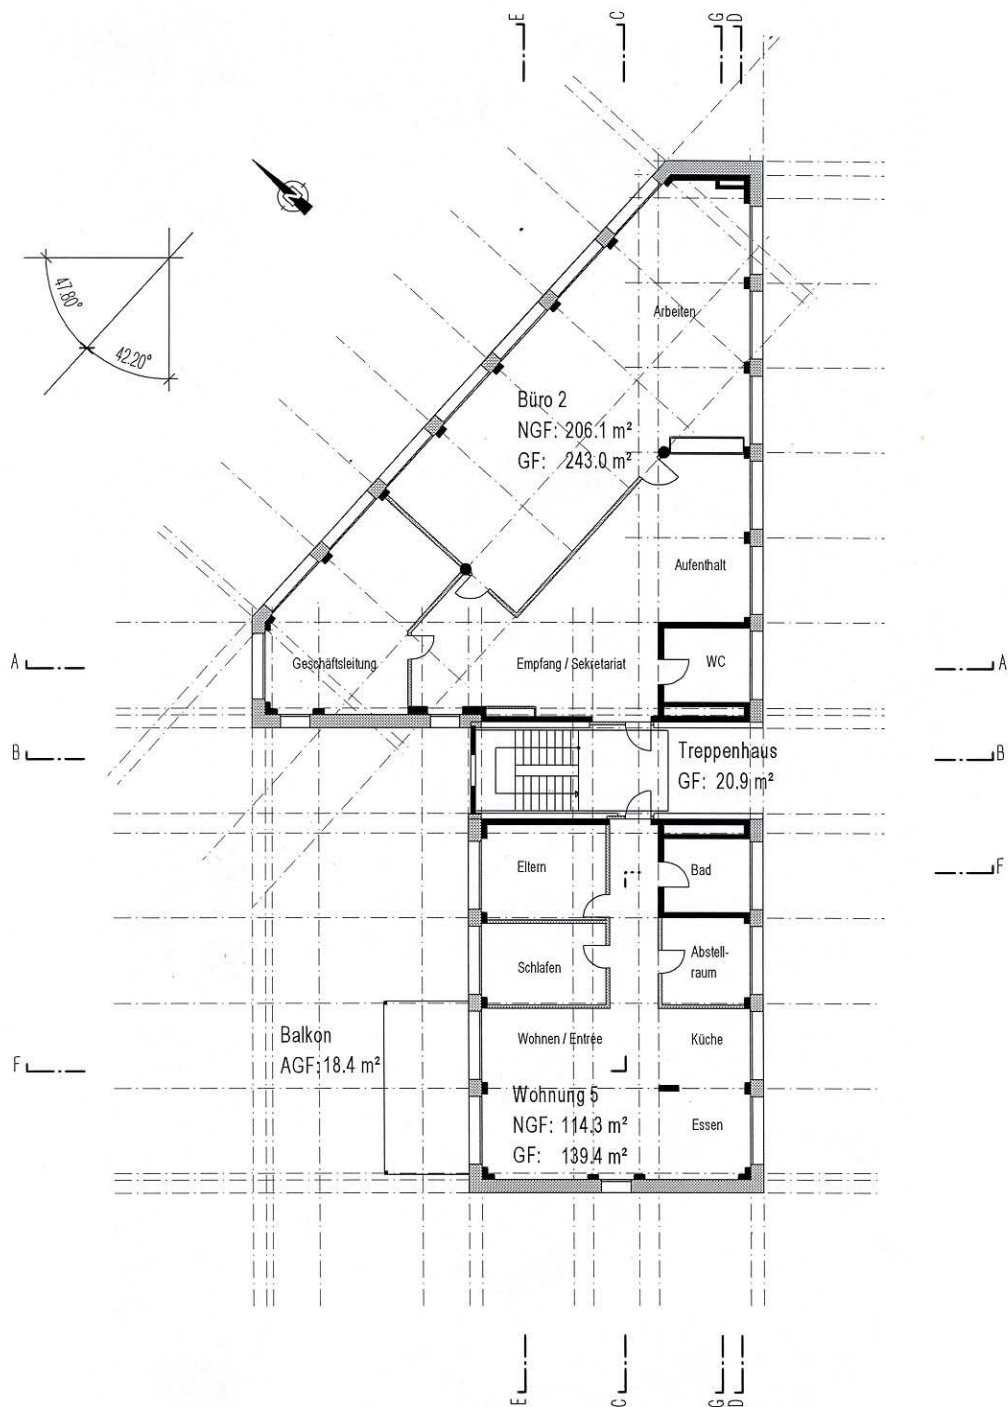 E
C
G
D
N
47.80°
42.20°
Arbeiten
Büro 2
NGF: 206.1 m²
GF: 243.0 m²
Aufenthalt
A
Geschäftsleitung
Empfang / Sekretariat
WC
A
B
Treppenhaus
GF: 20.9 m²
B
Eltern
Bad
F
Schlafen
Abstell-
raum
Balkon
AGF: 18.4 m²
Wohnen / Entrée
Küche
F
Wohnung 5
NGF: 114.3 m²
GF: 139.4 m²
Essen
E
C
G
D